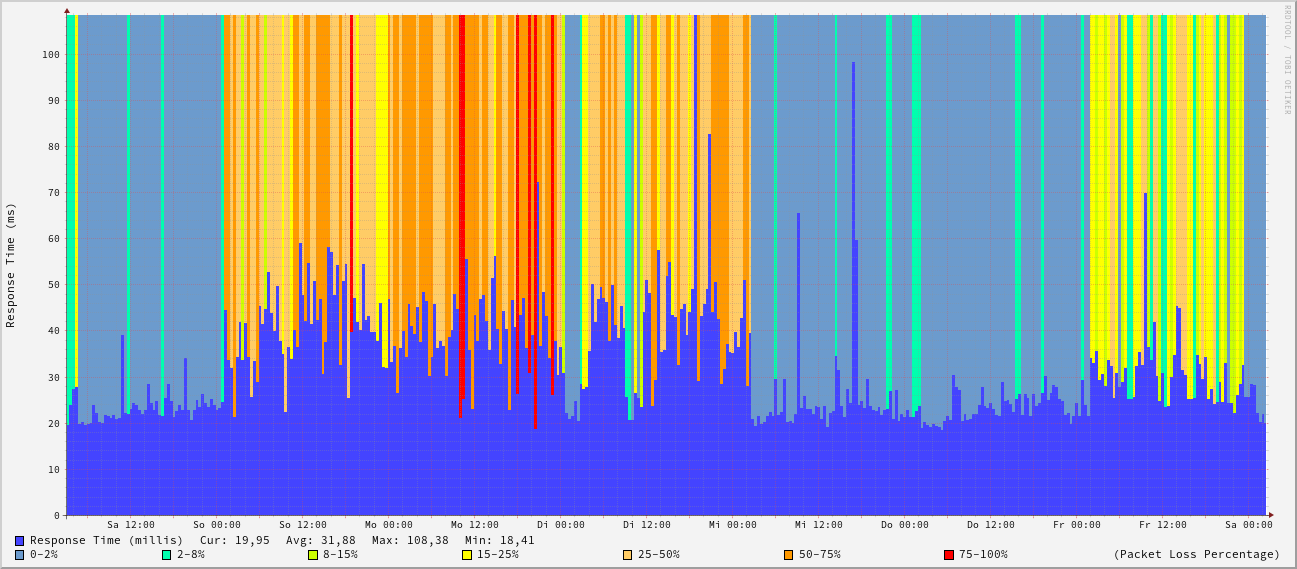 RRDTOOL / TOBI OETIKER
Response Time (ms)
100
90
80
70
60
50
40
30
20
10
0
Sa 12:00 So 00:00 So 12:00 Mo 00:00 Mo 12:00 Di 00:00 Di 12:00 Mi 00:00 Mi 12:00 Do 00:00 Do 12:00 Fr 00:00 Fr 12:00 Sa 00:00
Response Time (millis) Cur: 19,95 Avg: 31,88 Max: 108,38 Min: 18,41
0-2% 2-8% 8-15% 15-25% 25-50% 50-75% 75-100% (Packet Loss Percentage)